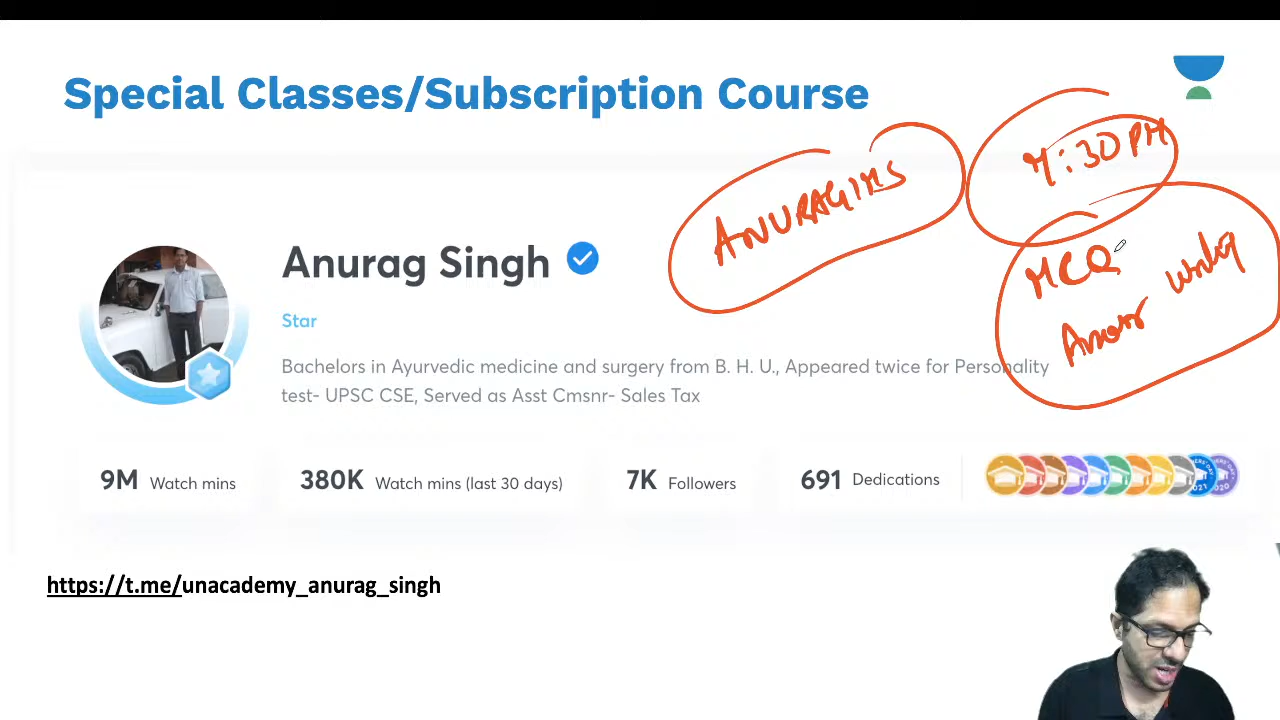 Special Classes/Subscription Course
ANURAGIMS
7:30 PM
MCQ
Answer writing
Anurag Singh
Star
Bachelors in Ayurvedic medicine and surgery from B. H. U., Appeared twice for Personality
test- UPSC CSE, Served as Asst Cmsnr- Sales Tax
9M Watch mins
380K Watch mins (last 30 days)
7K Followers
691 Dedications
https://t.me/unacademy_anurag_singh